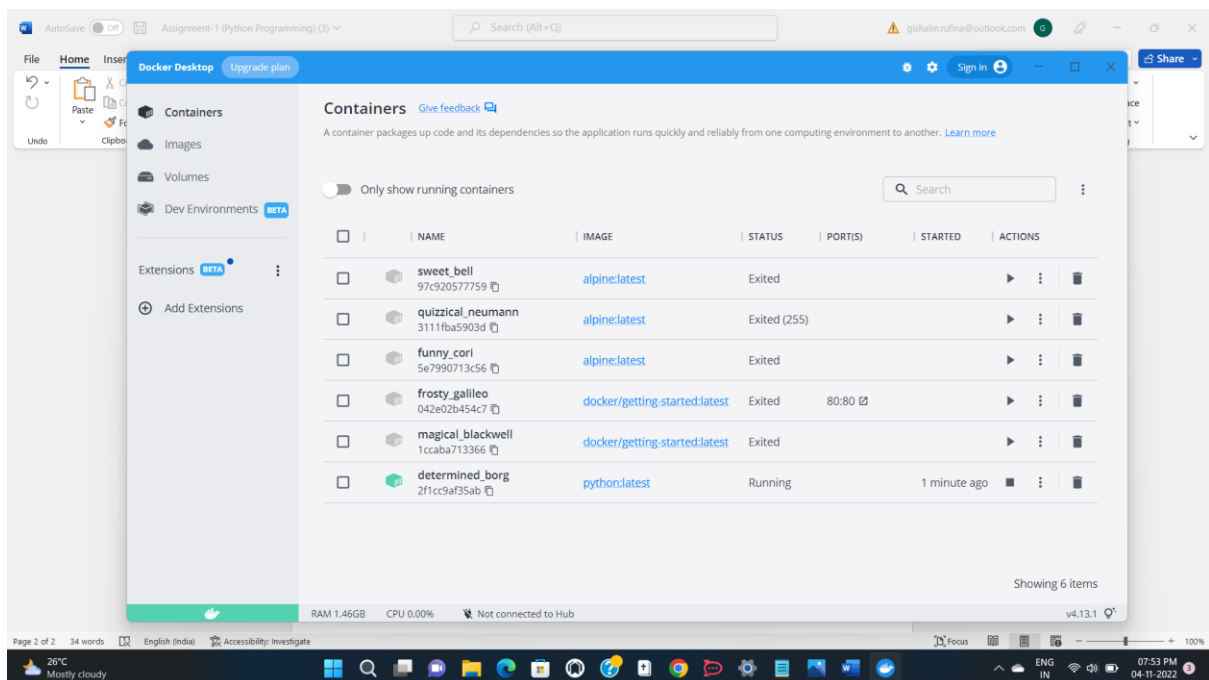 AutoSave Off Assignment-1 (Python Programming) (3) Search (Alt+Q) gishalin.rufina@outlook.com G
File Home Inser Share
Docker Desktop Upgrade plan Sign in
Paste
Undo Clipbo
Containers
Images
Volumes
Dev Environments BETA
Extensions BETA
Add Extensions
Containers Give feedback
A container packages up code and its dependencies so the application runs quickly and reliably from one computing environment to another. Learn more
Only show running containers Search
NAME IMAGE STATUS PORT(S) STARTED ACTIONS
sweet_bell alpine:latest Exited
97c920577759
quizzical_neumann alpine:latest Exited (255)
3111fba5903d
funny_cori alpine:latest Exited
5e7990713c56
frosty_galileo docker/getting-started:latest Exited 80:80
042e02b454c7
magical_blackwell docker/getting-started:latest Exited
1ccaba713366
determined_borg python:latest Running 1 minute ago
2f1cc9af35ab
Showing 6 items
RAM 1.46GB CPU 0.00% Not connected to Hub v4.13.1
Page 2 of 2 34 words English (India) Accessibility: Investigate Focus 100%
26°C
Mostly cloudy
ENG
IN
07:53 PM
04-11-2022
3